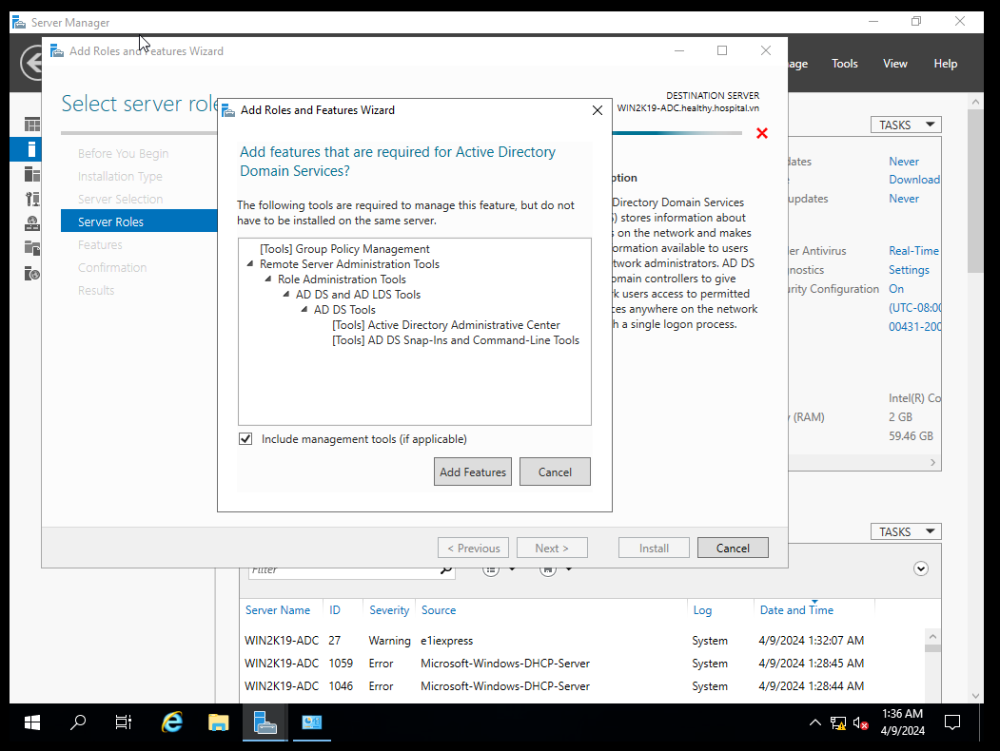 Server Manager
Add Roles and Features Wizard
age
Tools
View
Help
Select server role
DESTINATION SERVER
WIN2K19-ADC.healthy.hospital.vn
Before You Begin
Installation Type
Server Selection
Server Roles
Features
Confirmation
Results
Add Roles and Features Wizard
Add features that are required for Active Directory
Domain Services?
The following tools are required to manage this feature, but do not
have to be installed on the same server.
[Tools] Group Policy Management
Remote Server Administration Tools
Role Administration Tools
AD DS and AD LDS Tools
AD DS Tools
[Tools] Active Directory Administrative Center
[Tools] AD DS Snap-Ins and Command-Line Tools
Include management tools (if applicable)
Add Features
Cancel
ption
Directory Domain Services
) stores information about
s on the network and makes
ormation available to users
twork administrators. AD DS
omain controllers to give
k users access to permitted
ces anywhere on the network
h a single logon process.
< Previous
Next >
Install
Cancel
TASKS
dates
Never
Download
updates
Never
er Antivirus
Real-Time
nostics
Settings
urity Configuration
On
(UTC-08:00
00431-200
Intel(R) Co
y (RAM)
2 GB
59.46 GB
TASKS
Filter
Server Name ID Severity Source Log Date and Time
WIN2K19-ADC 27 Warning e1iexpress System 4/9/2024 1:32:07 AM
WIN2K19-ADC 1059 Error Microsoft-Windows-DHCP-Server System 4/9/2024 1:28:45 AM
WIN2K19-ADC 1046 Error Microsoft-Windows-DHCP-Server System 4/9/2024 1:28:44 AM
1:36 AM
4/9/2024